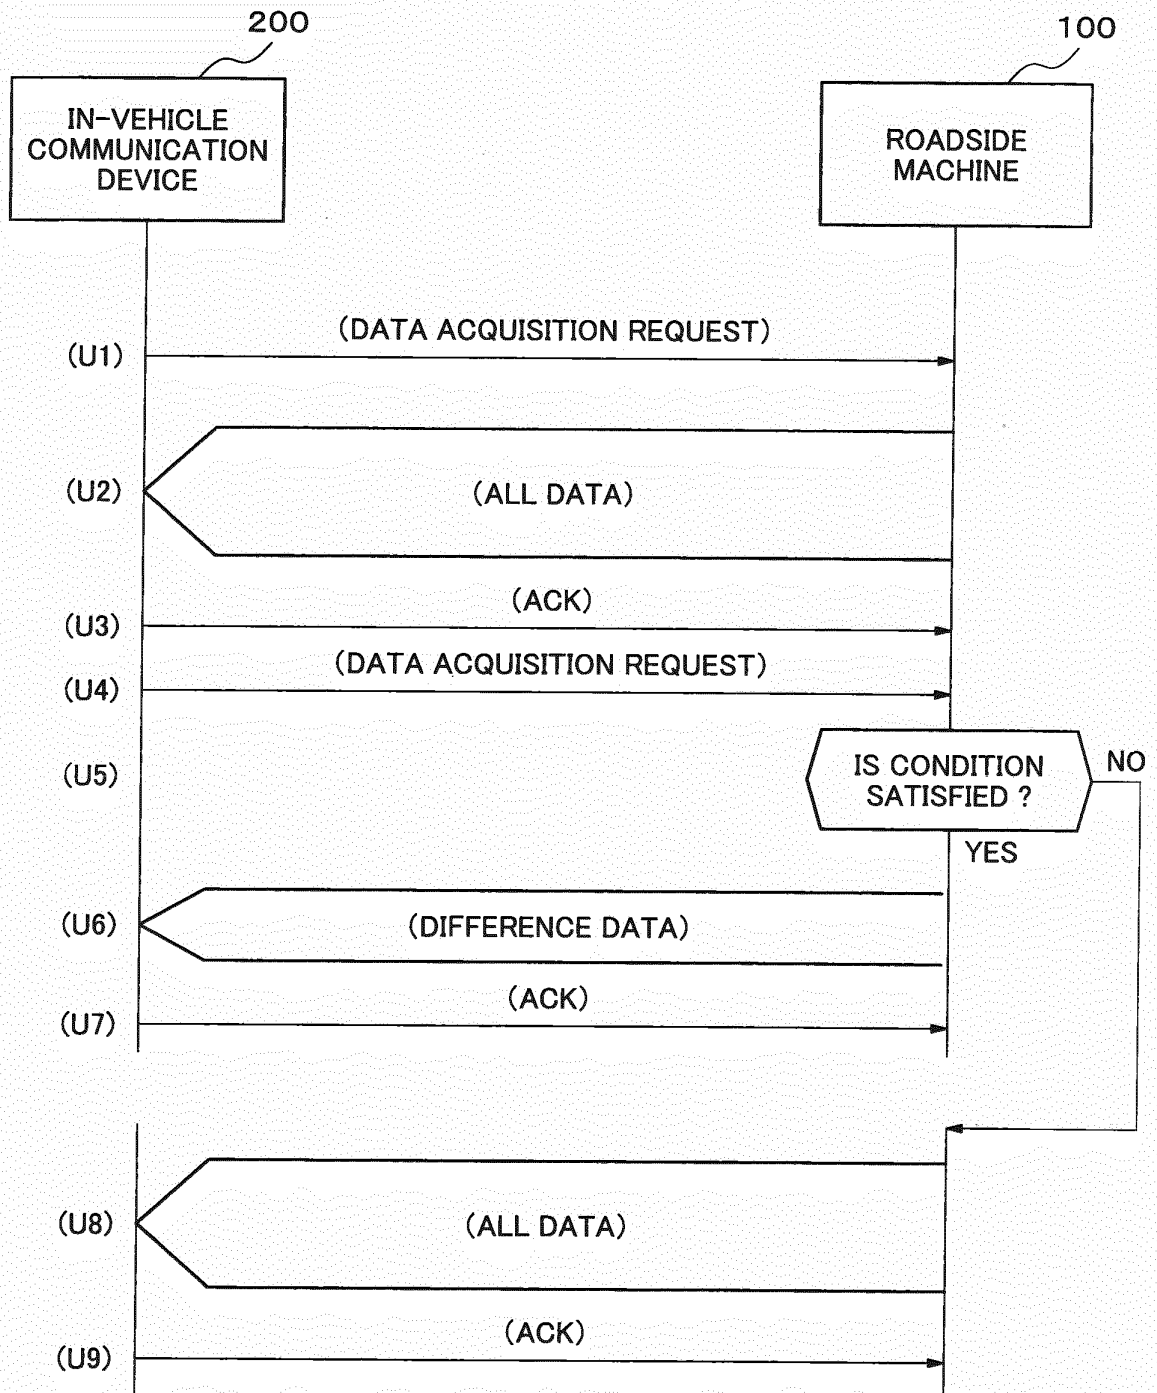 200
100
IN-VEHICLE
COMMUNICATION
DEVICE
ROADSIDE
MACHINE
(DATA ACQUISITION REQUEST)
(U1)
(U2)
(ALL DATA)
(ACK)
(U3)
(DATA ACQUISITION REQUEST)
(U4)
(U5)
IS CONDITION
SATISFIED ?
NO
YES
(U6)
(DIFFERENCE DATA)
(ACK)
(U7)
(U8)
(ALL DATA)
(ACK)
(U9)